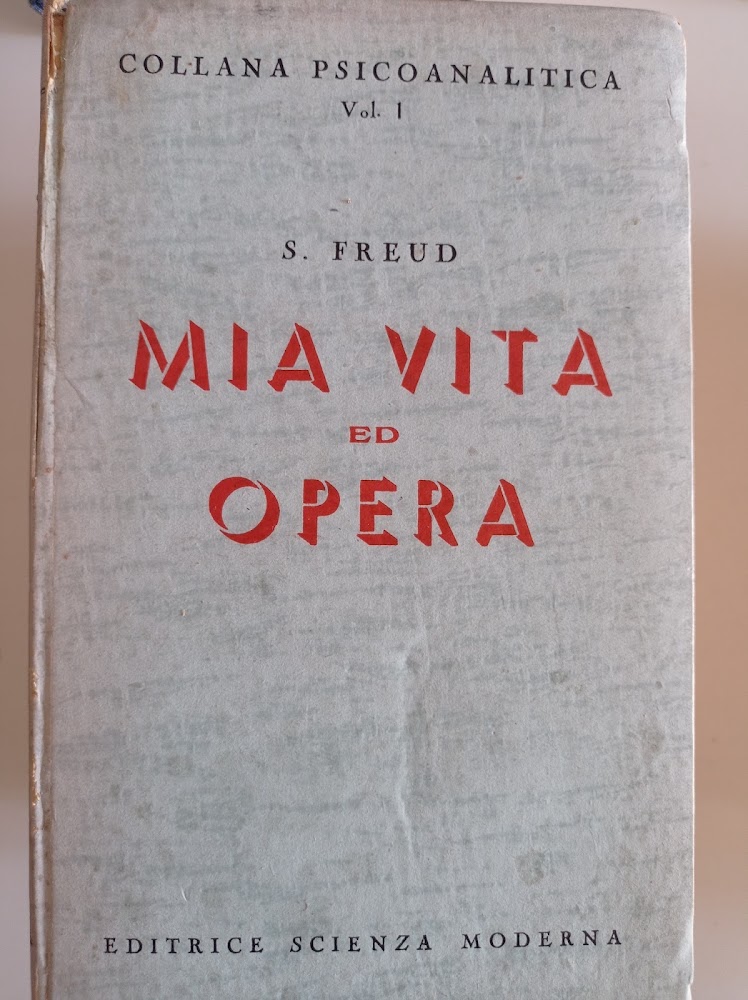 COLLANA PSICOANALITICA
Vol. I
S. FREUD
MIA VITA
ED
OPERA
EDITRICE SCIENZA MODERNA